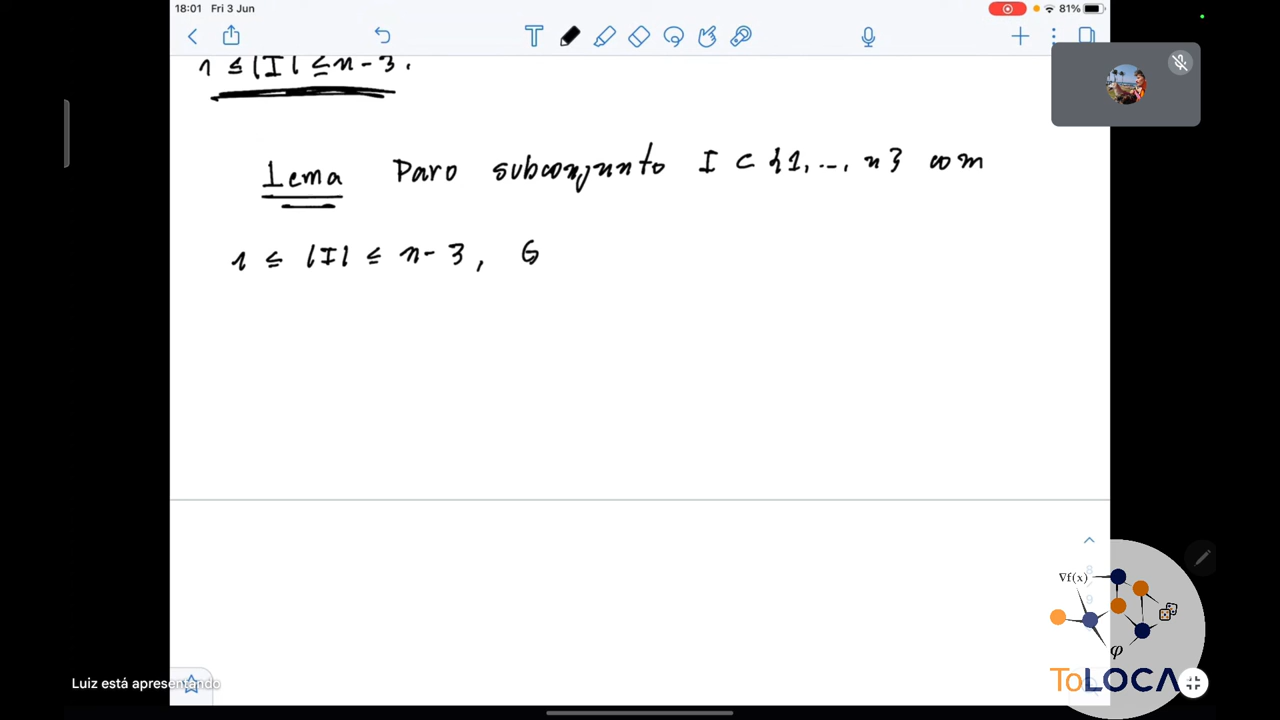 18:01 Fri 3 Jun
81%
1 ≤ |I| ≤ n-3.
Lema Para subconjunto I ⊂ {1, ..., n} com
1 ≤ |I| ≤ n-3, G
∇f(x)
φ
ToLOCA
Luiz está apresentando